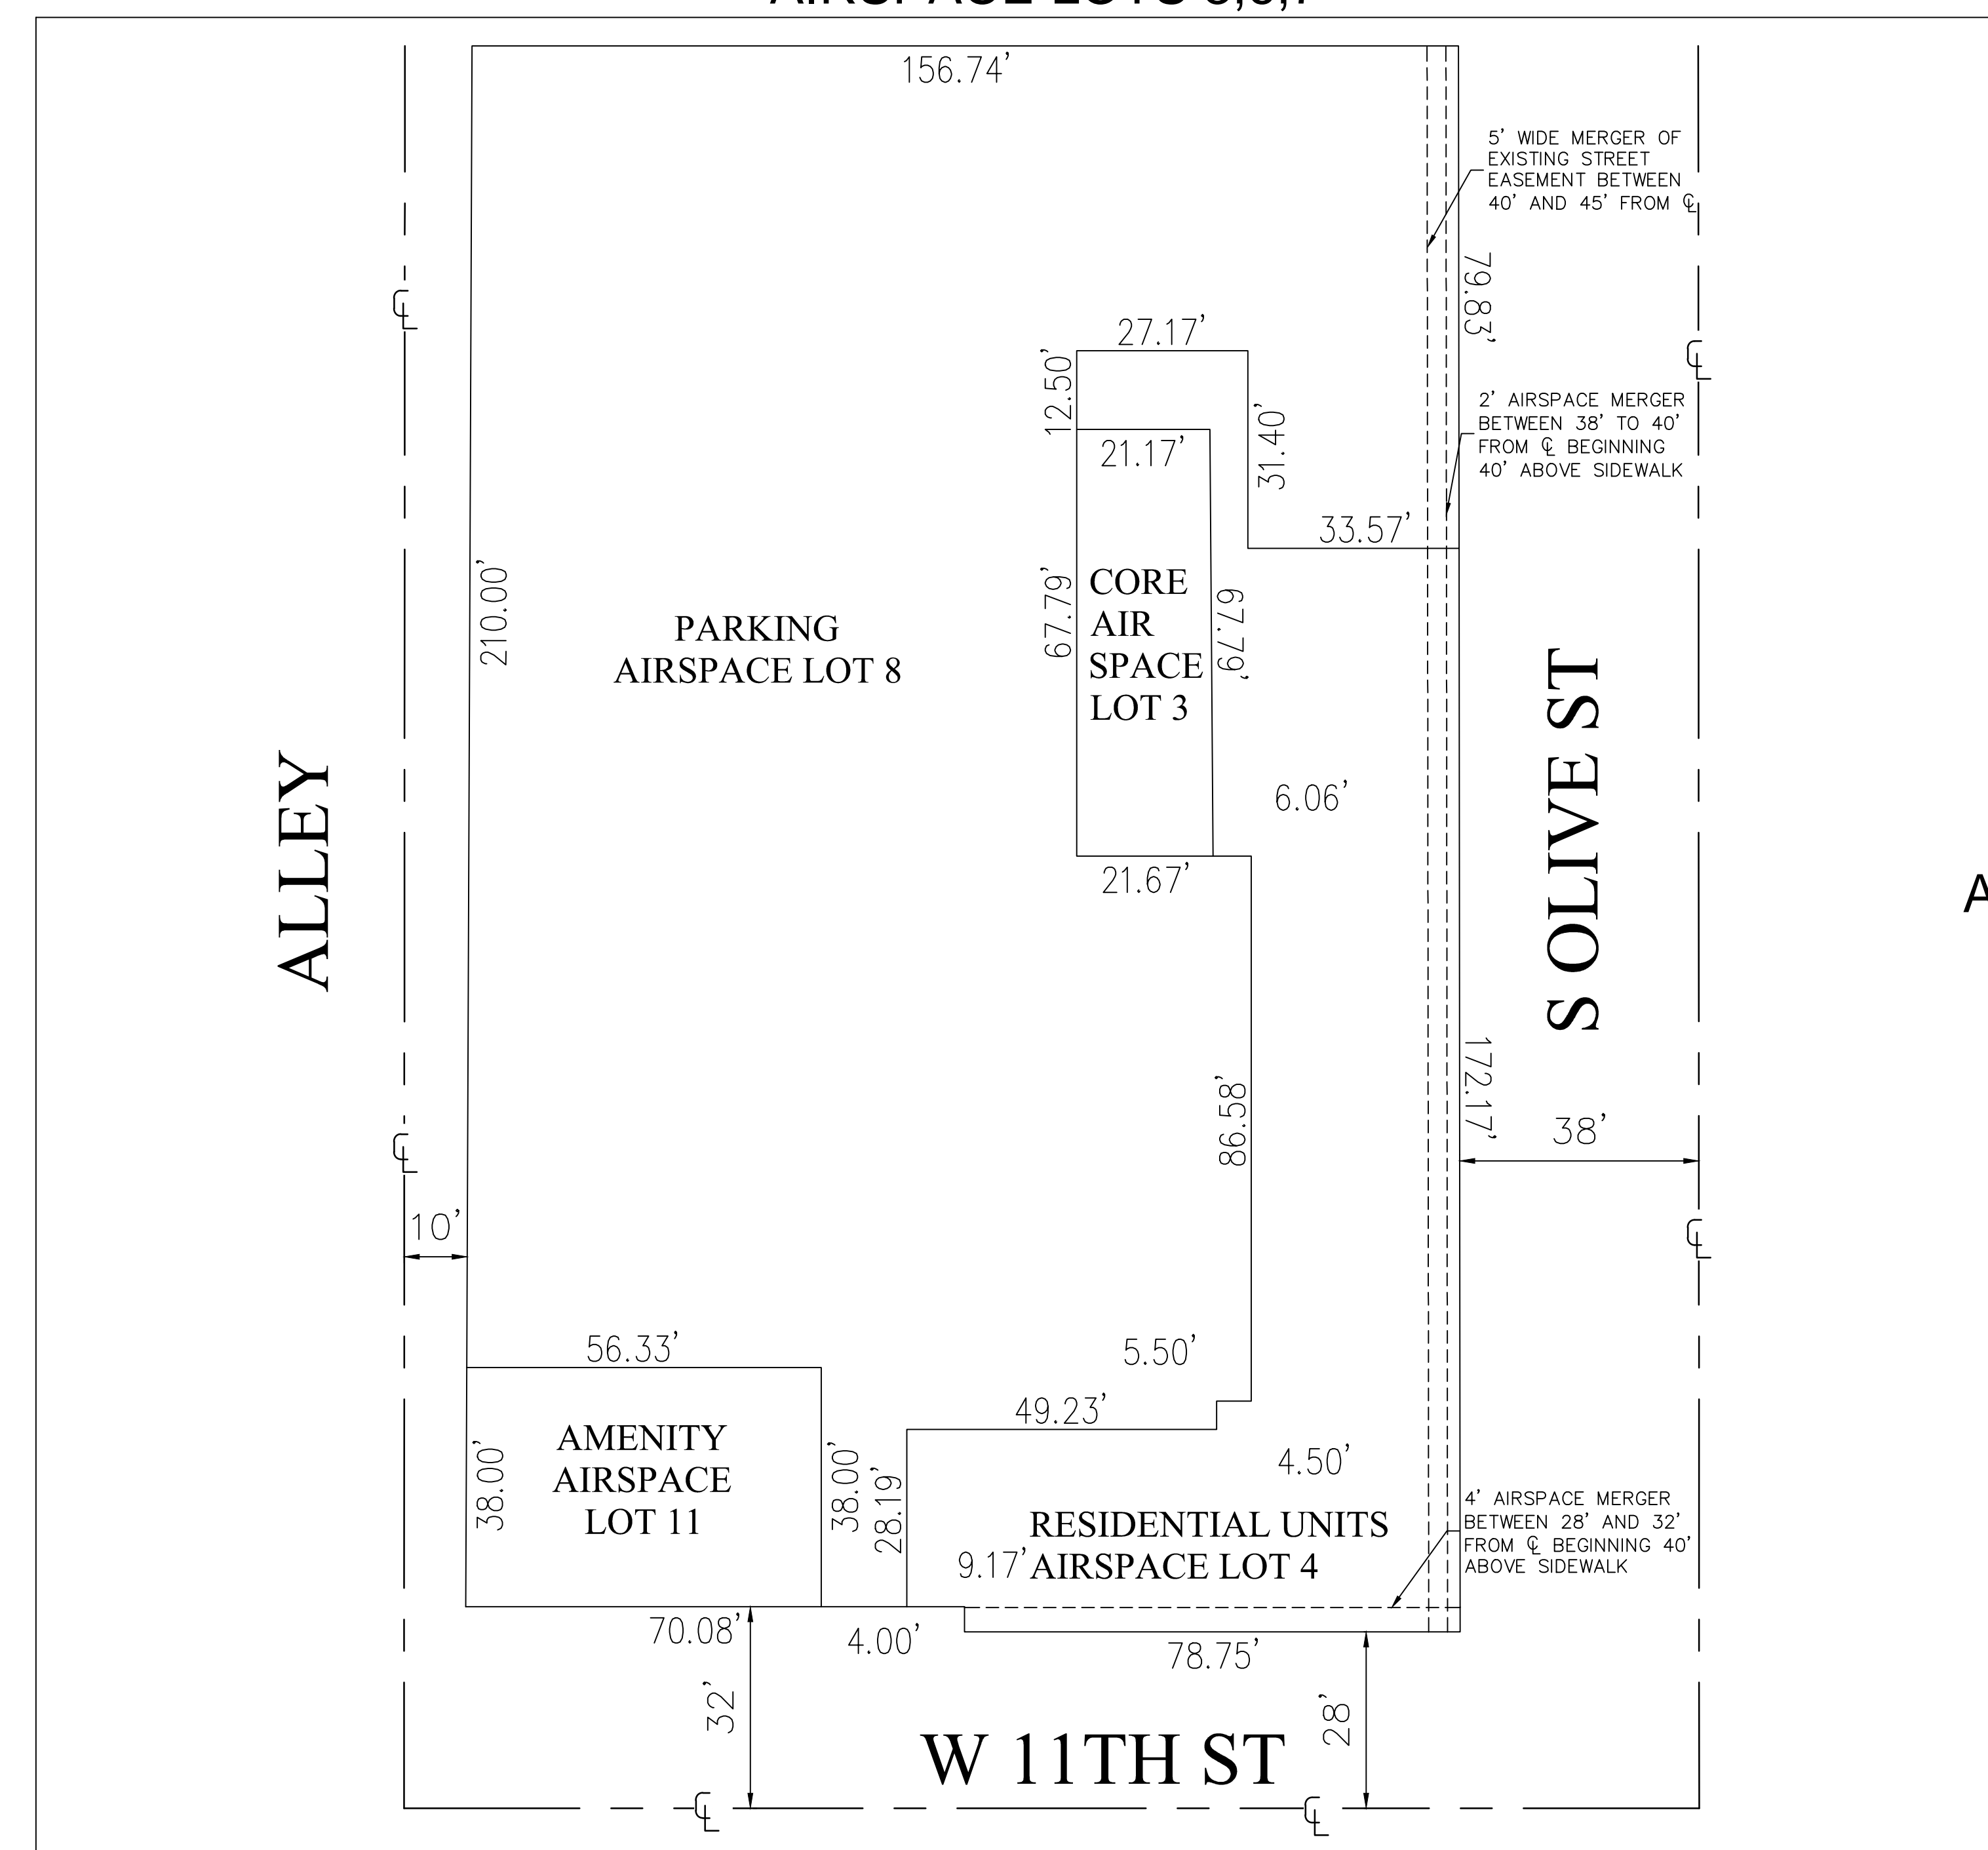 156.74'
5' WIDE MERGER OF
EXISTING STREET
EASEMENT BETWEEN
40' AND 45' FROM ℄
79.83'
27.17'
12.50'
21.17'
31.40'
2' AIRSPACE MERGER
BETWEEN 38' TO 40'
FROM ℄ BEGINNING
40' ABOVE SIDEWALK
33.57'
210.00'
PARKING
AIRSPACE LOT 8
67.79'
CORE
AIR
SPACE
LOT 3
67.79'
ALLEY
S OLIVE ST
6.06'
21.67'
86.58'
172.17'
38'
10'
56.33'
5.50'
49.23'
38.00'
AMENITY
AIRSPACE
LOT 11
38.00'
28.19'
4.50'
RESIDENTIAL UNITS
9.17' AIRSPACE LOT 4
4' AIRSPACE MERGER
BETWEEN 28' AND 32'
FROM ℄ BEGINNING 40'
ABOVE SIDEWALK
70.08'
4.00'
78.75'
32'
28'
W 11TH ST
℄
℄
℄
℄
℄
℄